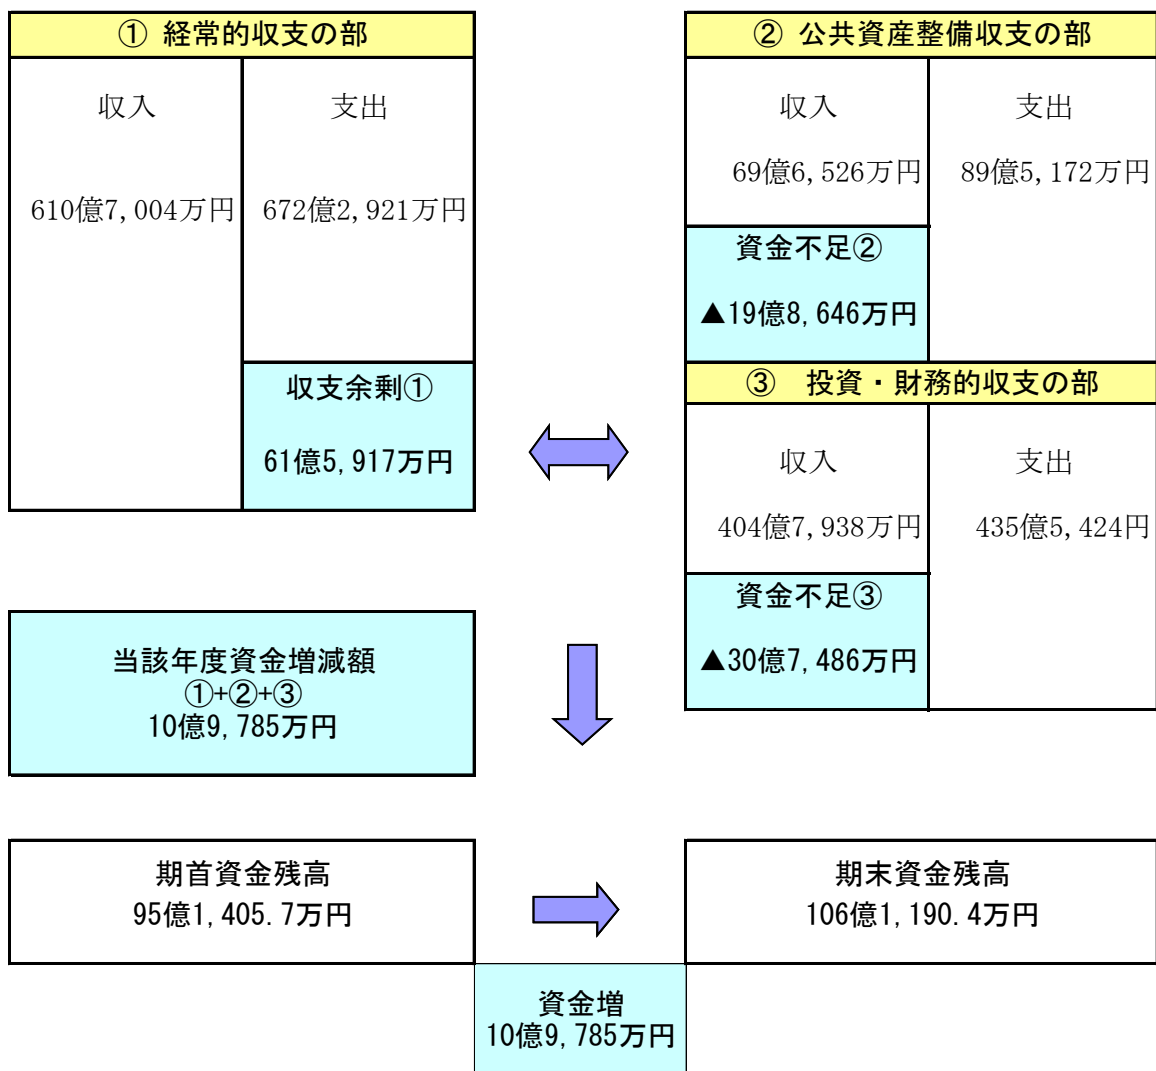 ① 経常的収支の部
収入
支出
610億7,004万円
672億2,921万円
収支余剰①
61億5,917万円
② 公共資産整備収支の部
収入
支出
69億6,526万円
89億5,172万円
資金不足②
▲19億8,646万円
③ 投資・財務的収支の部
収入
支出
404億7,938万円
435億5,424円
資金不足③
▲30億7,486万円
当該年度資金増減額
①+②+③
10億9,785万円
期首資金残高
95億1,405.7万円
期末資金残高
106億1,190.4万円
資金増
10億9,785万円